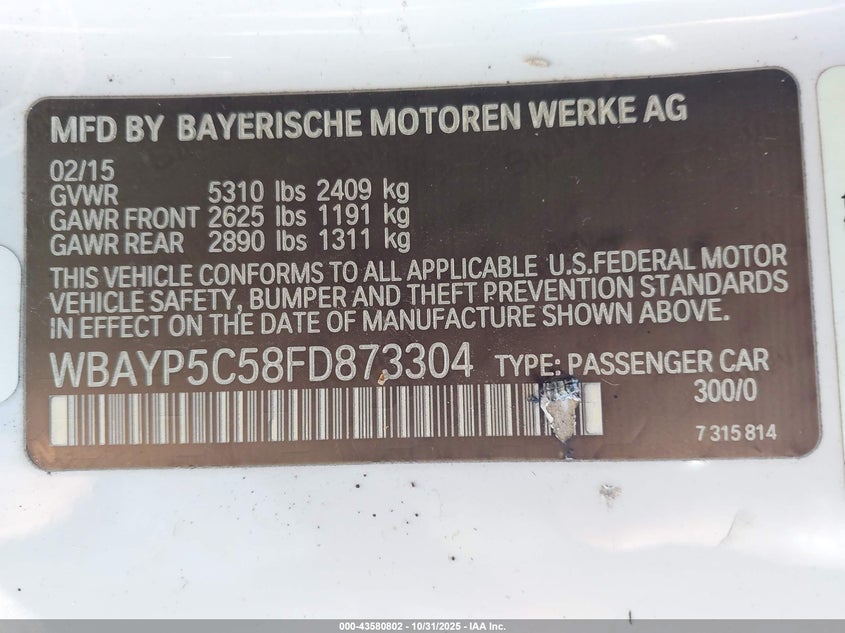 MFD BY BAYERISCHE MOTOREN WERKE AG
02/15
GVWR 5310 lbs 2409 kg
GAWR FRONT 2625 lbs 1191 kg
GAWR REAR 2890 lbs 1311 kg
THIS VEHICLE CONFORMS TO ALL APPLICABLE U.S.FEDERAL MOTOR
VEHICLE SAFETY, BUMPER AND THEFT PREVENTION STANDARDS
IN EFFECT ON THE DATE OF MANUFACTURE SHOWN ABOVE.
WBAYP5C58FD873304 TYPE: PASSENGER CAR
300/0
7 315 814
000-43580802 - 10/31/2025 - IAA Inc.